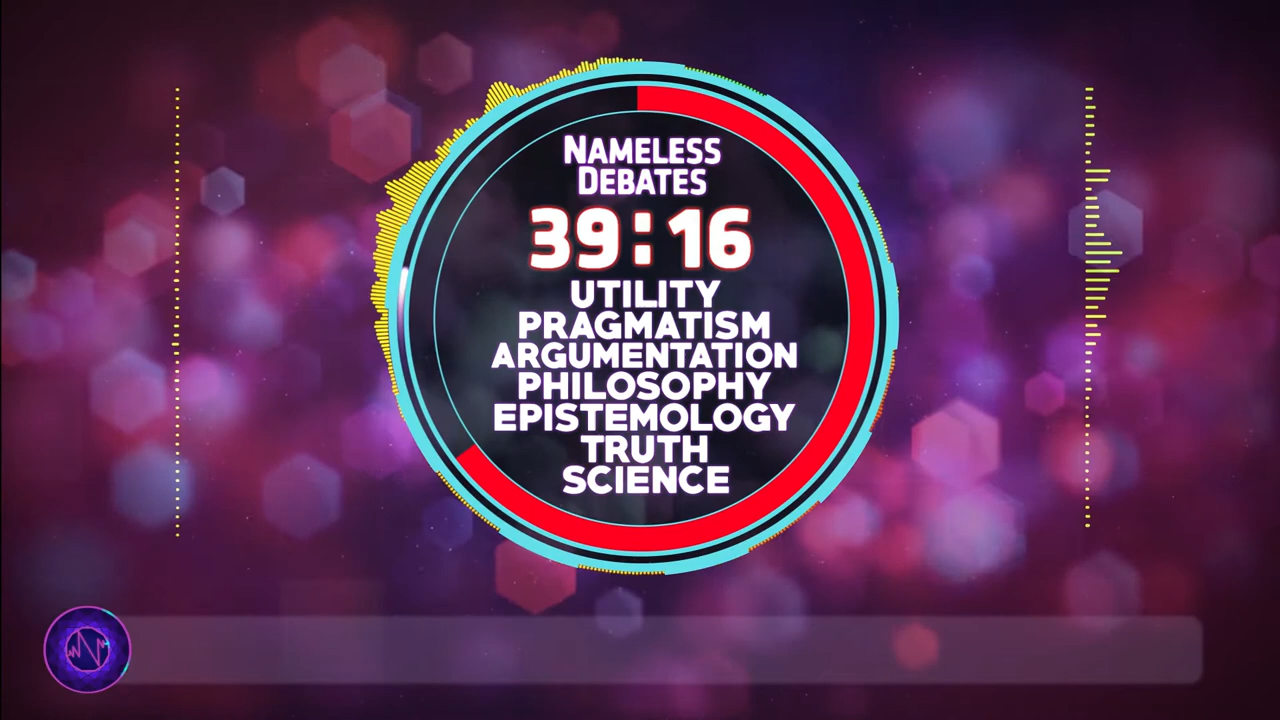 NAMELESS
DEBATES
39:16
UTILITY
PRAGMATISM
ARGUMENTATION
PHILOSOPHY
EPISTEMOLOGY
TRUTH
SCIENCE